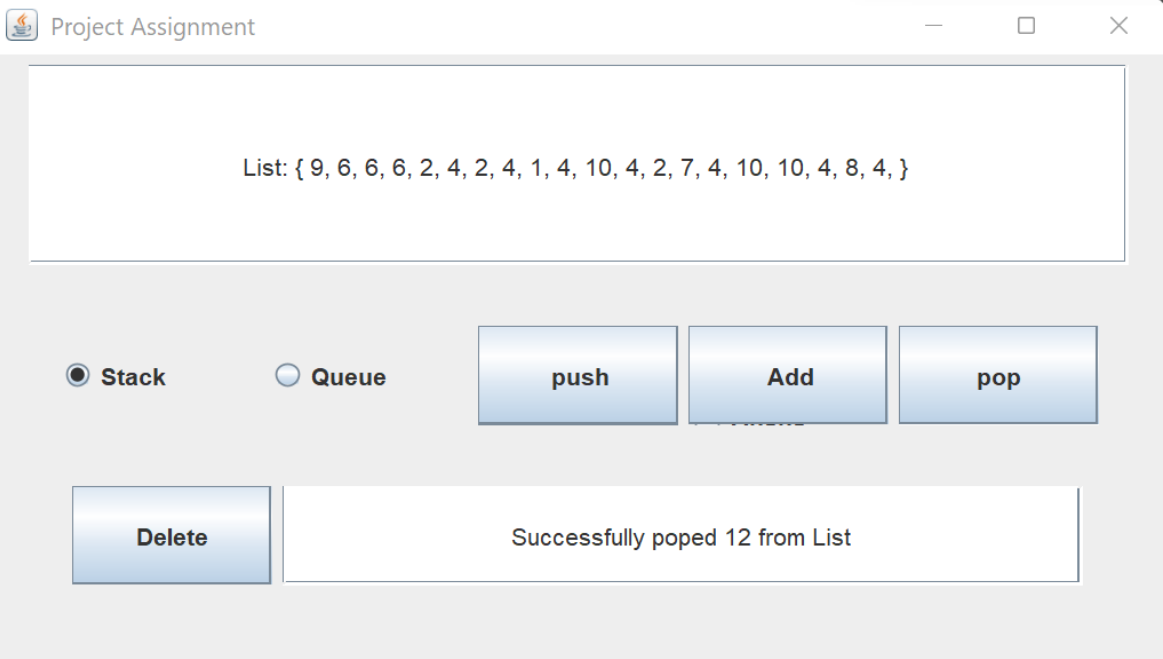 Project Assignment
List: { 9, 6, 6, 6, 2, 4, 2, 4, 1, 4, 10, 4, 2, 7, 4, 10, 10, 4, 8, 4, }
Stack Queue push Add pop
Delete Successfully poped 12 from List